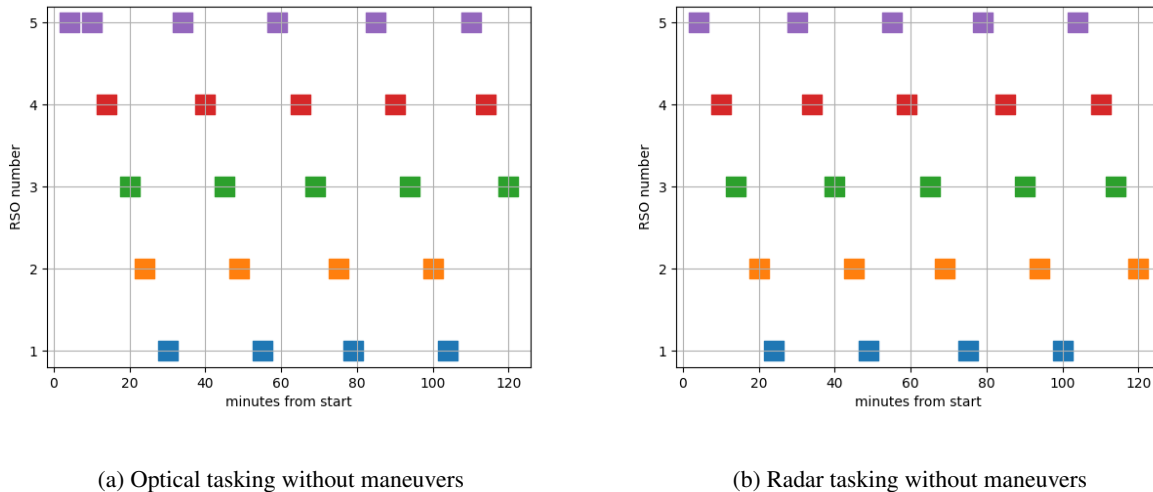 5
4
3
2
1
RSO number
0 20 40 60 80 100 120
minutes from start
(a) Optical tasking without maneuvers
5
4
3
2
1
RSO number
0 20 40 60 80 100 120
minutes from start
(b) Radar tasking without maneuvers